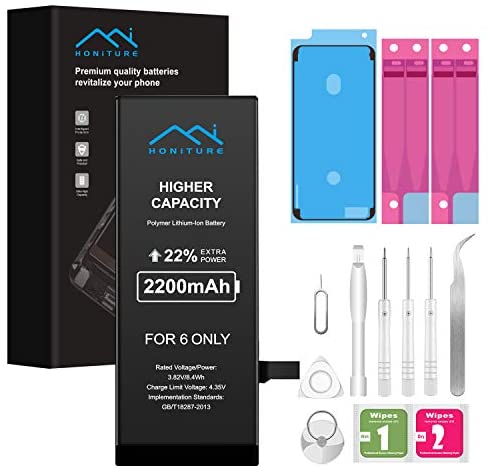 HONITURE
Premium quality batteries
revitalize your phone
HONITURE
HIGHER
CAPACITY
Polymer Lithium-Ion Battery
22% EXTRA
POWER
2200mAh
FOR 6 ONLY
Rated Voltage/Power:
3.82V/8.4Wh
Charge Limit Voltage: 4.35V
Implementation Standards:
GB/T18287-2013
Wipes
Wet 1
Wipes
Dry 2